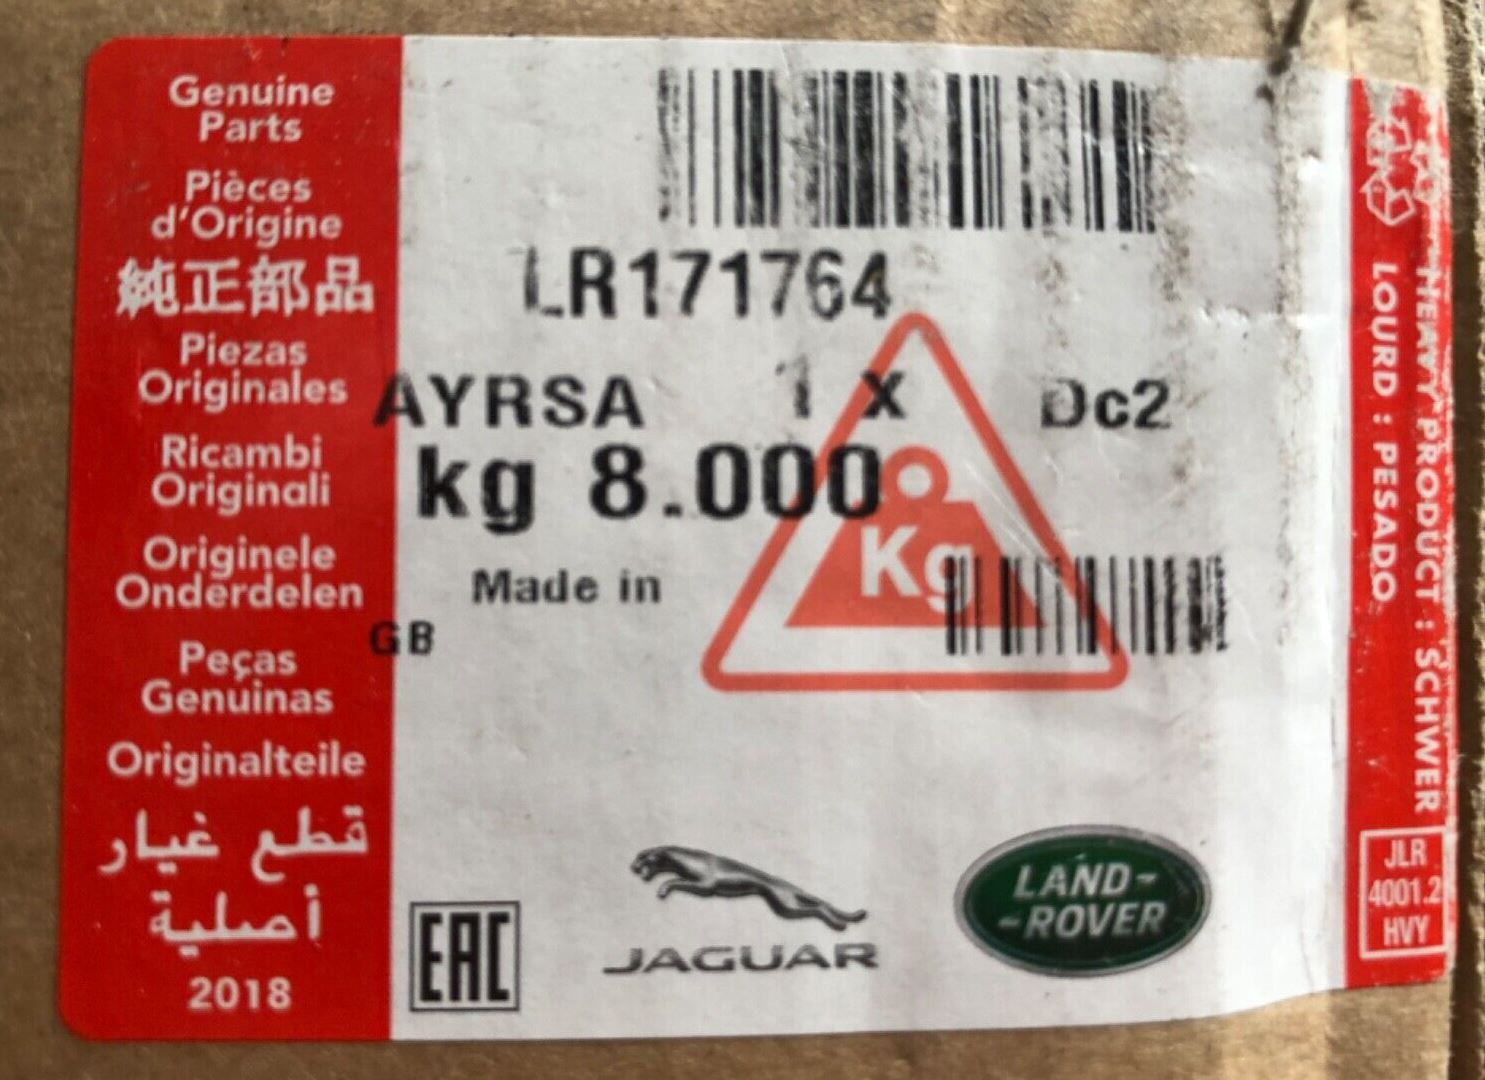 Genuine
Parts
Pièces
d'Origine
純正部品
Piezas
Originales
Ricambi
Originali
Originele
Onderdelen
Peças
Genuinas
Originalteile
قطع غيار
أصلية
2018
LR171764
AYRSA 1 X Dc2
kg 8.000
Kg
Made in
GB
EAC
JAGUAR
LAND-
-ROVER
HEAVY PRODUCT : SCHWER
LOURD : PESADO
JLR
4001.2
HVY